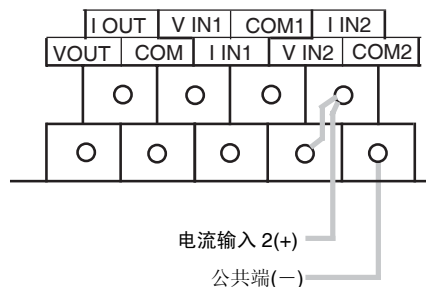 I OUT V IN1 COM1 I IN2
VOUT COM I IN1 V IN2 COM2
电流输入 2(+)
公共端(－)